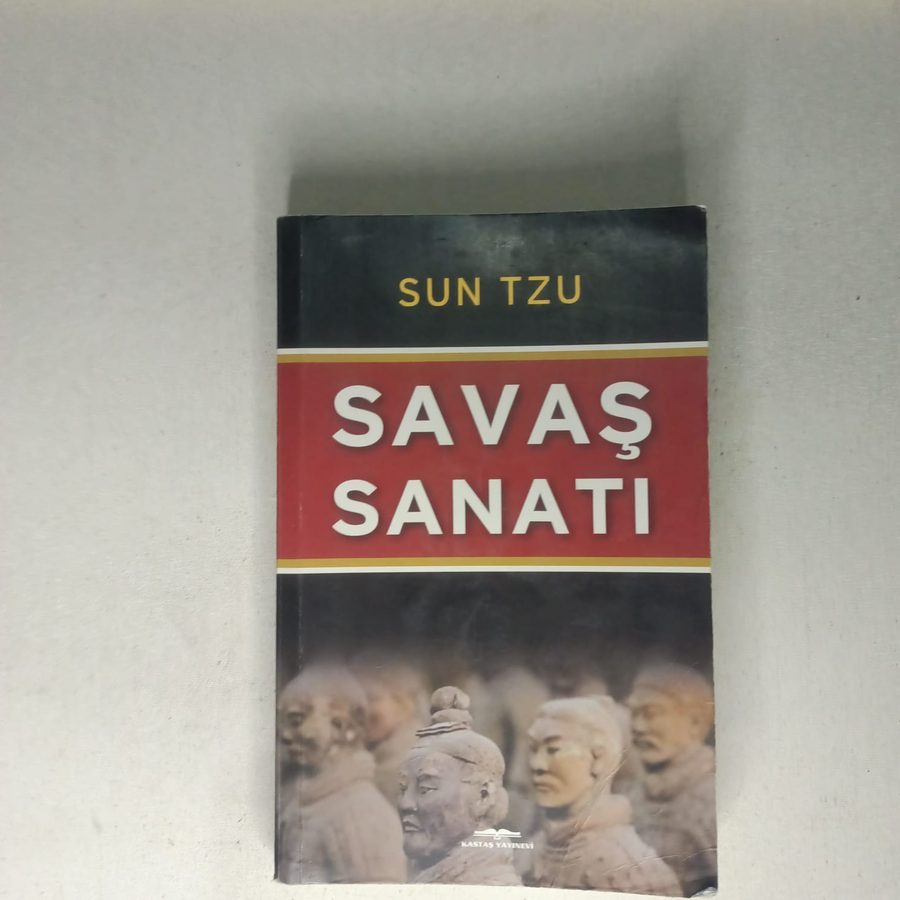 SUN TZU
SAVAŞ
SANATI
KASTAŞ YAYINEVİ